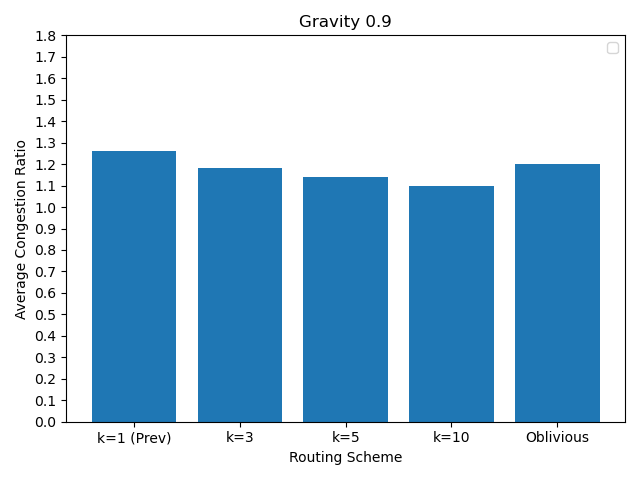 Gravity 0.9
1.8
1.7
1.6
1.5
1.4
1.3
1.2
1.1
1.0
0.9
0.8
0.7
0.6
0.5
0.4
0.3
0.2
0.1
0.0
Average Congestion Ratio
k=1 (Prev)
k=3
k=5
k=10
Oblivious
Routing Scheme